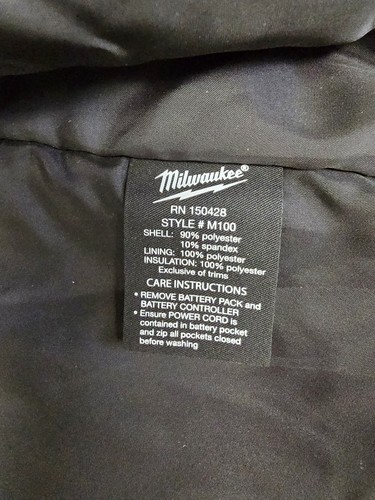 Milwaukee®
RN 150428
STYLE # M100
SHELL: 90% polyester
10% spandex
LINING: 100% polyester
INSULATION: 100% polyester
Exclusive of trims
CARE INSTRUCTIONS
• REMOVE BATTERY PACK and
BATTERY CONTROLLER
• Ensure POWER CORD is
contained in battery pocket
and zip all pockets closed
before washing